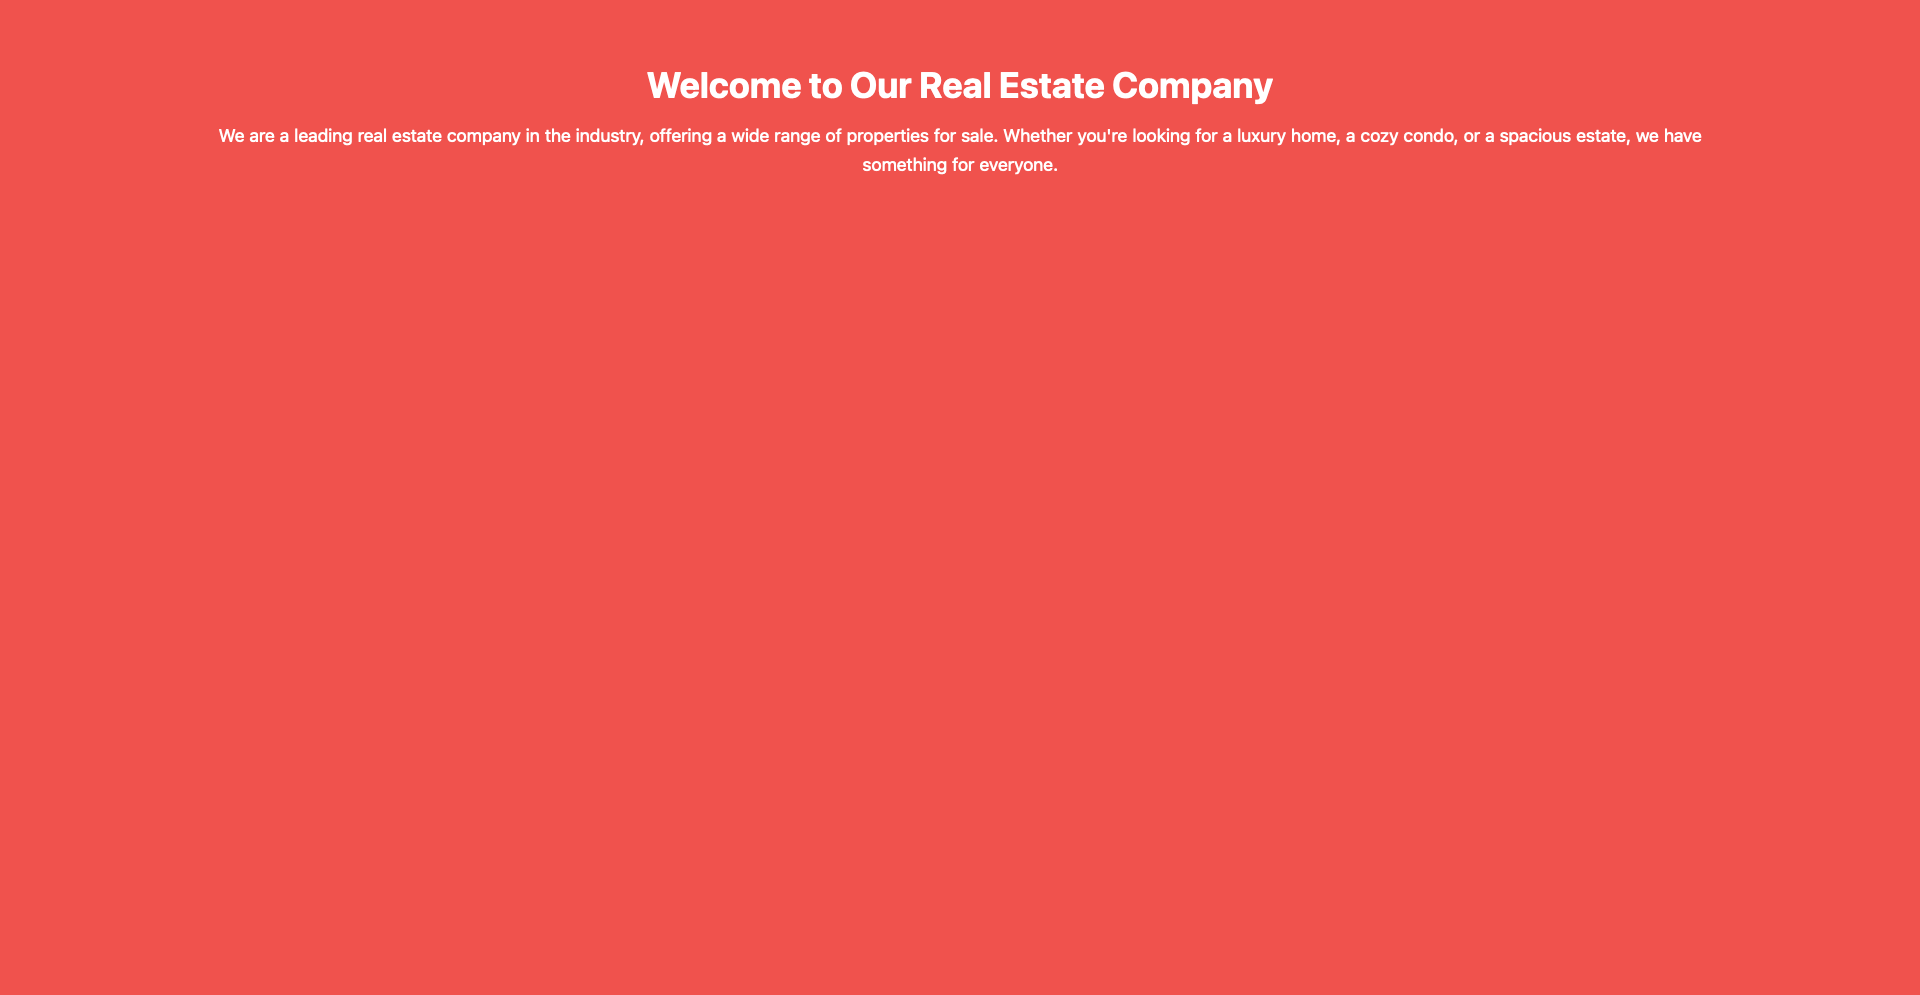 Welcome to Our Real Estate Company
We are a leading real estate company in the industry, offering a wide range of properties for sale. Whether you're looking for a luxury home, a cozy condo, or a spacious estate, we have
something for everyone.